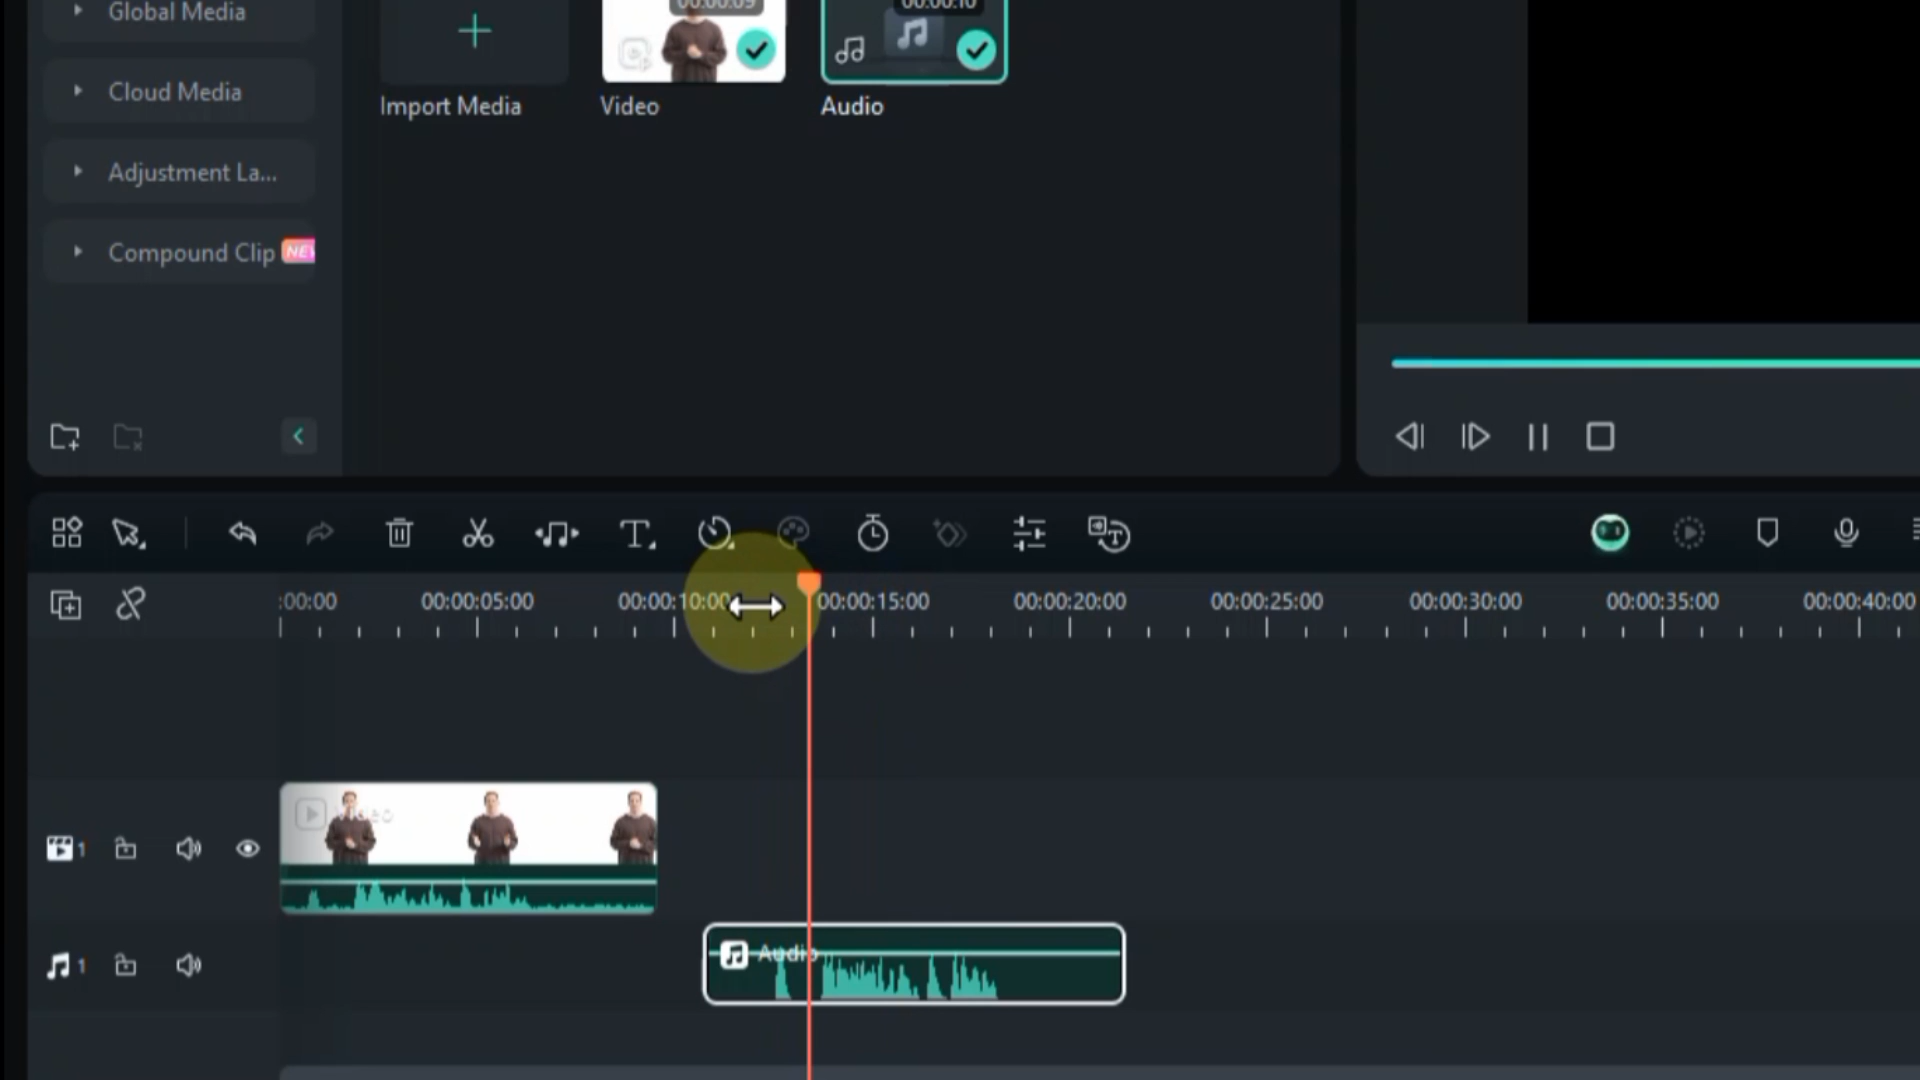 Global Media
00:00:09
00:00:10
Cloud Media
Import Media
Video
Audio
Adjustment La...
Compound Clip
:00:00
00:00:05:00
00:00:10:00
00:00:15:00
00:00:20:00
00:00:25:00
00:00:30:00
00:00:35:00
00:00:40:00
Video
1
Audio
1